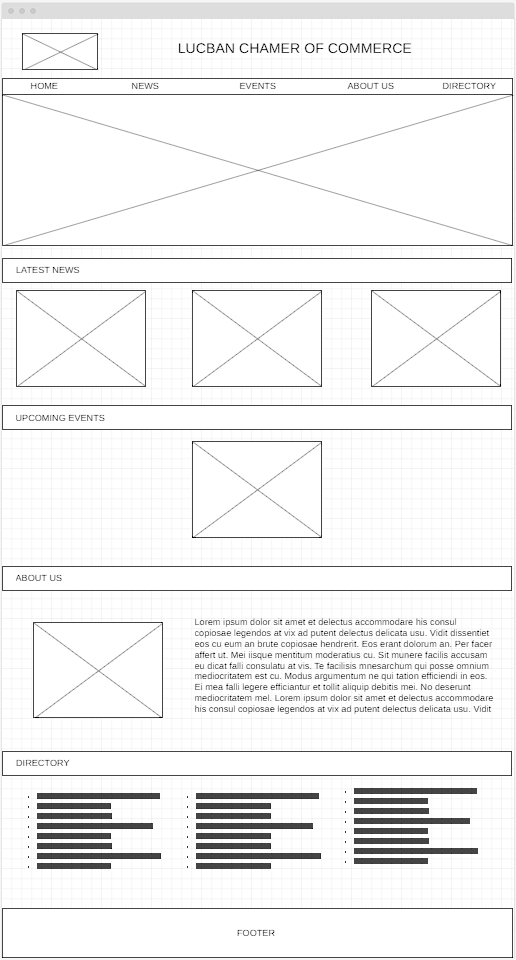 LUCBAN CHAMER OF COMMERCE
HOME NEWS EVENTS ABOUT US DIRECTORY
LATEST NEWS
UPCOMING EVENTS
ABOUT US
Lorem ipsum dolor sit amet et delectus accommodare his consul
copiosae legendos at vix ad putent delectus delicata usu. Vidit dissentiet
eos cu eum an brute copiosae hendrerit. Eos erant dolorum an. Per facer
affert ut. Mei iisque mentitum moderatius cu. Sit munere facilis accusam
eu dicat falli consulatu at vis. Te facilisis mnesarchum qui posse omnium
mediocritatem est cu. Modus argumentum ne qui tation efficiendi in eos.
Ei mea falli legere efficiantur et tollit aliquip debitis mei. No deserunt
mediocritatem mel. Lorem ipsum dolor sit amet et delectus accommodare
his consul copiosae legendos at vix ad putent delectus delicata usu. Vidit
DIRECTORY
FOOTER